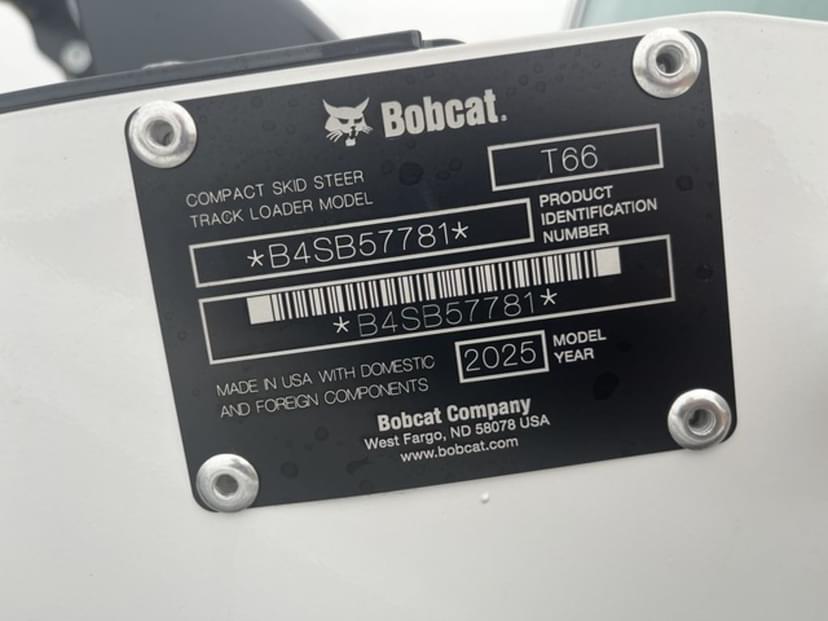 Bobcat.
COMPACT SKID STEER
TRACK LOADER MODEL
T66
*B4SB57781*
PRODUCT
IDENTIFICATION
NUMBER
*B4SB57781*
MADE IN USA WITH DOMESTIC
AND FOREIGN COMPONENTS
2025
MODEL
YEAR
Bobcat Company
West Fargo, ND 58078 USA
www.bobcat.com